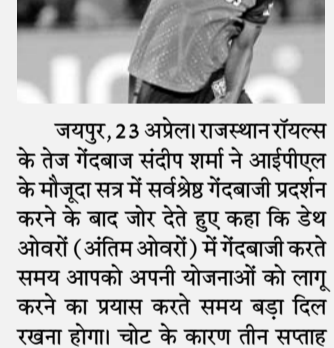 जयपुर, 23 अप्रेल। राजस्थान रॉयल्स
के तेज गेंदबाज संदीप शर्मा ने आईपीएल
के मौजूदा सत्र में सर्वश्रेष्ठ गेंदबाजी प्रदर्शन
करने के बाद जोर देते हुए कहा कि डेथ
ओवरों (अंतिम ओवरों) में गेंदबाजी करते
समय आपको अपनी योजनाओं को लागू
करने का प्रयास करते समय बड़ा दिल
रखना होगा। चोट के कारण तीन सप्ताह